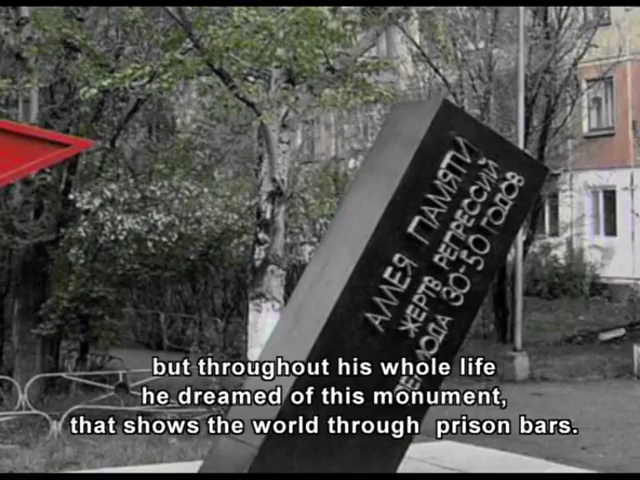 АЛЛЕЯ ПАМЯТИ
ЖЕРТВ РЕПРЕССИЙ
ПЕРИОДА 30-50 ГОДОВ
but throughout his whole life
he dreamed of this monument,
that shows the world through prison bars.